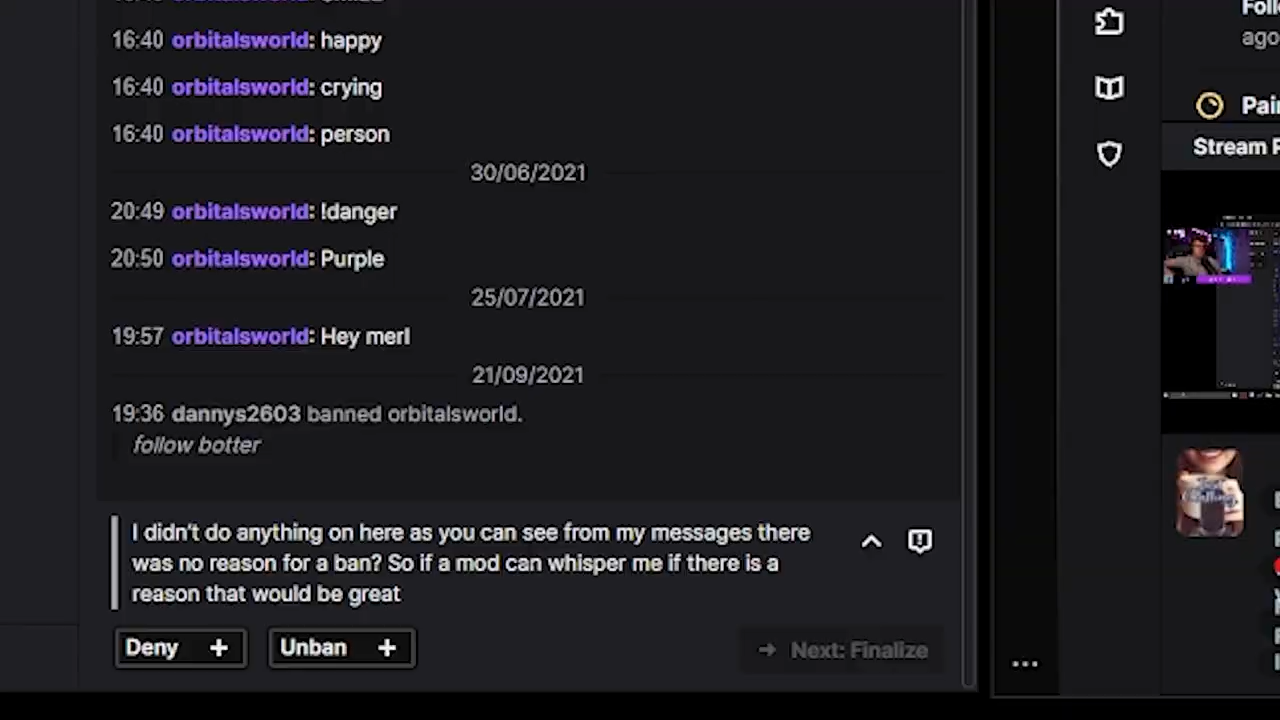 16:40 orbitalsworld: happy
16:40 orbitalsworld: crying
16:40 orbitalsworld: person
30/06/2021
20:49 orbitalsworld: !danger
20:50 orbitalsworld: Purple
25/07/2021
19:57 orbitalsworld: Hey merl
21/09/2021
19:36 dannys2603 banned orbitalsworld.
follow botter
I didn't do anything on here as you can see from my messages there
was no reason for a ban? So if a mod can whisper me if there is a
reason that would be great
Deny +
Unban +
→ Next: Finalize
ago
Stream